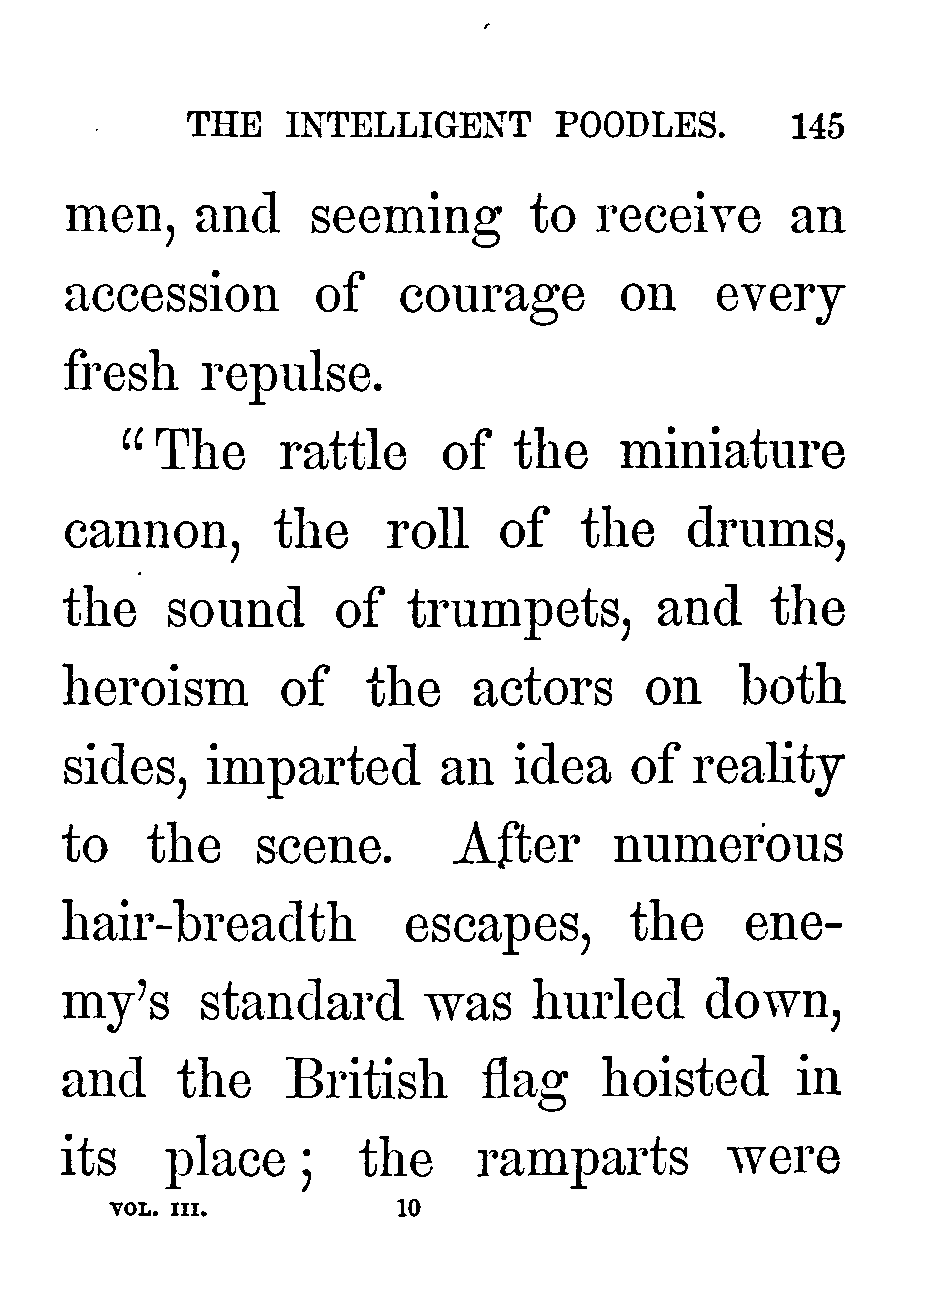 THE INTELLIGENT POODLES. 145
men, and seeming to receive an
accession of courage on every
fresh repulse.
“The rattle of the miniature
cannon, the roll of the drums,
the sound of trumpets, and the
heroism of the actors on both
sides, imparted an idea of reality
to the scene. After numerous
hair-breadth escapes, the ene-
my’s standard was hurled down,
and the British flag hoisted in
its place; the ramparts were
VOL. III. 10